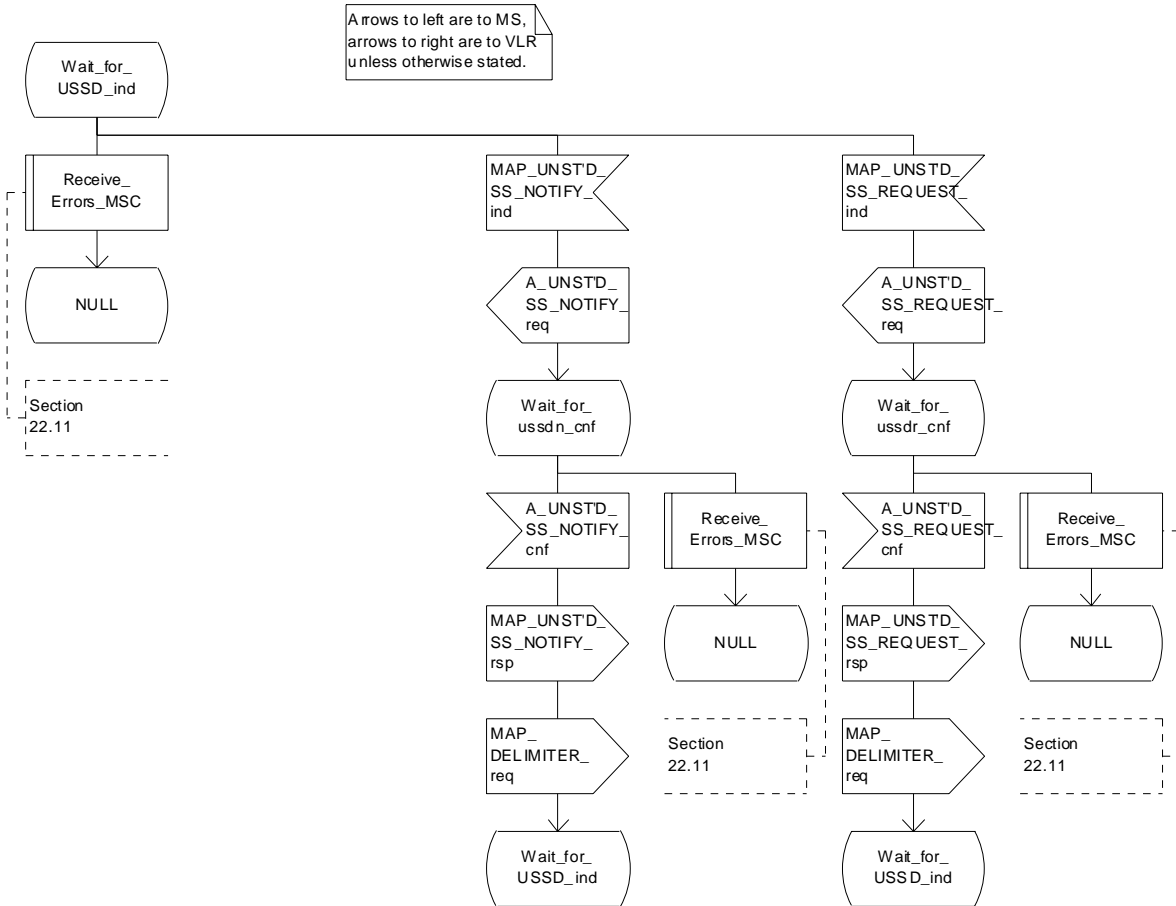 Arrows to left are to MS,
arrows to right are to VLR
unless otherwise stated.
Wait_for_
USSD_ind
Receive_
Errors_MSC
NULL
Section
22.11
MAP_UNST'D_
SS_NOTIFY_
ind
A_UNST'D_
SS_NOTIFY_
req
Wait_for_
ussdn_cnf
A_UNST'D_
SS_NOTIFY_
cnf
MAP_UNST'D_
SS_NOTIFY_
rsp
MAP_
DELIMITER_
req
Wait_for_
USSD_ind
Receive_
Errors_MSC
NULL
Section
22.11
MAP_UNST'D_
SS_REQUEST_
ind
A_UNST'D_
SS_REQUEST_
req
Wait_for_
ussdr_cnf
A_UNST'D_
SS_REQUEST_
cnf
MAP_UNST'D_
SS_REQUEST_
rsp
MAP_
DELIMITER_
req
Wait_for_
USSD_ind
Receive_
Errors_MSC
NULL
Section
22.11